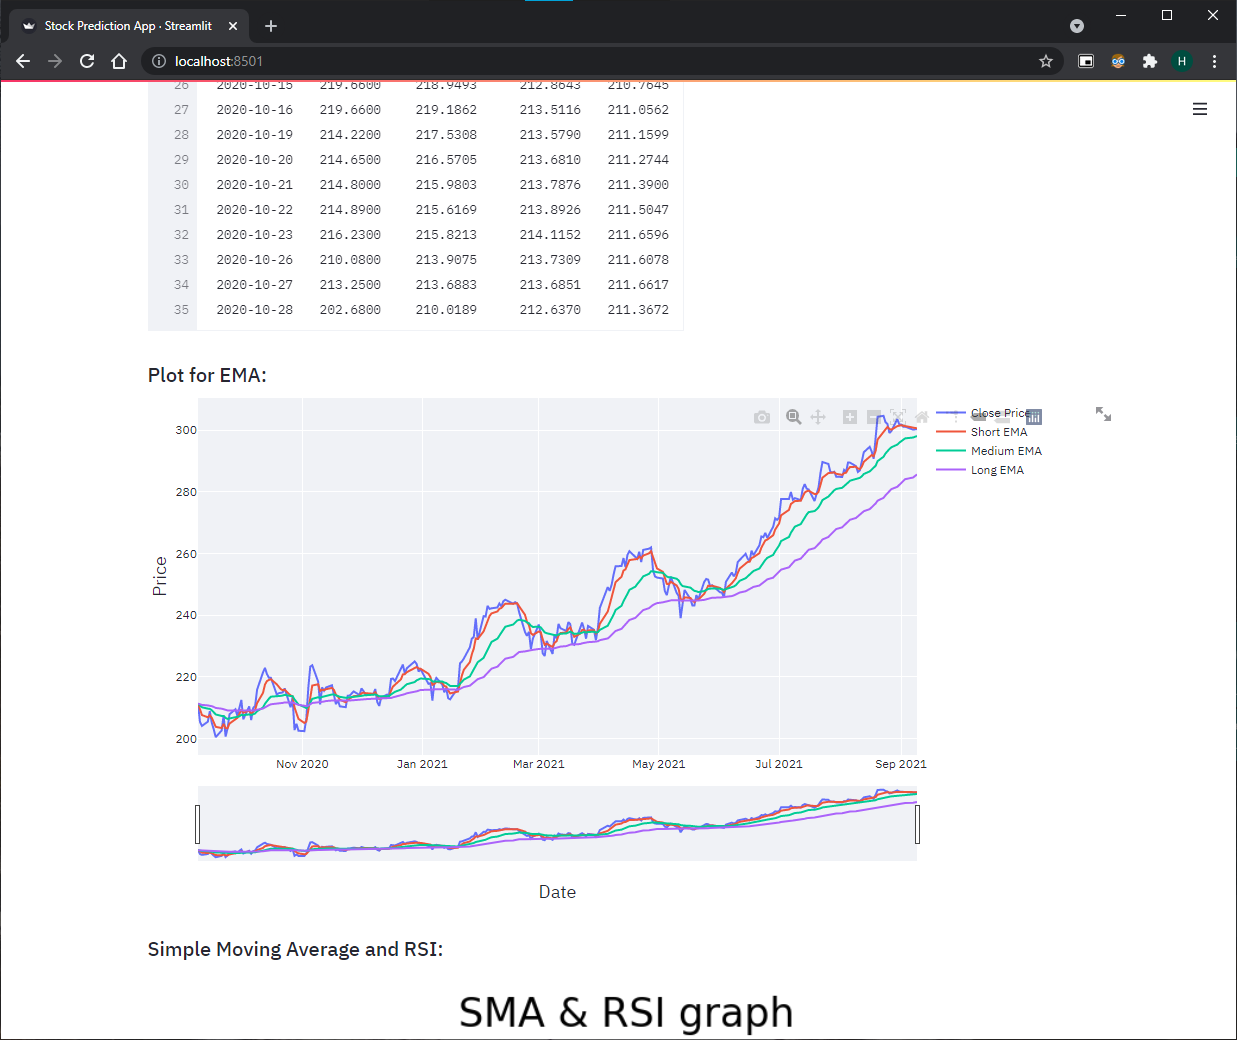 Stock Prediction App · Streamlit
localhost:8501
H
26 2020-10-15 219.6600 218.9493 212.8643 210.7645
27 2020-10-16 219.6600 219.1862 213.5116 211.0562
28 2020-10-19 214.2200 217.5308 213.5790 211.1599
29 2020-10-20 214.6500 216.5705 213.6810 211.2744
30 2020-10-21 214.8000 215.9803 213.7876 211.3900
31 2020-10-22 214.8900 215.6169 213.8926 211.5047
32 2020-10-23 216.2300 215.8213 214.1152 211.6596
33 2020-10-26 210.0800 213.9075 213.7309 211.6078
34 2020-10-27 213.2500 213.6883 213.6851 211.6617
35 2020-10-28 202.6800 210.0189 212.6370 211.3672
Plot for EMA:
Close Price
Short EMA
Medium EMA
Long EMA
300
280
260
240
220
200
Price
Nov 2020 Jan 2021 Mar 2021 May 2021 Jul 2021 Sep 2021
Date
Simple Moving Average and RSI:
SMA & RSI graph